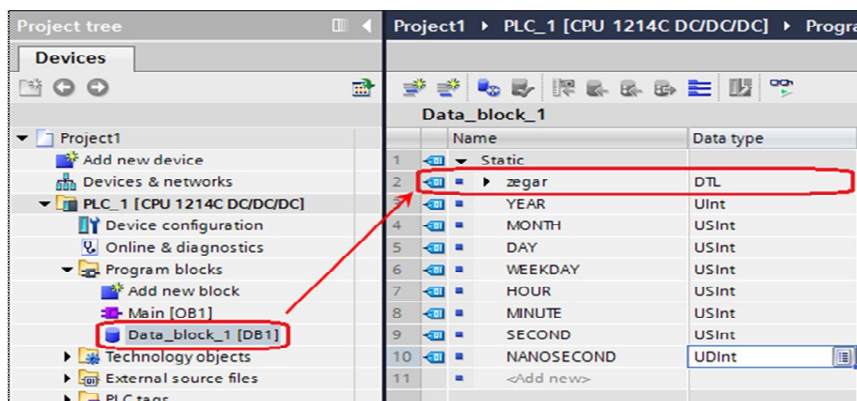 Project tree
Devices
Project1
Add new device
Devices & networks
PLC_1 [CPU 1214C DC/DC/DC]
Device configuration
Online & diagnostics
Program blocks
Add new block
Main [OB1]
Data_block_1 [DB1]
Technology objects
External source files
PLC tags
Project1 PLC_1 [CPU 1214C DC/DC/DC] Progra
Data_block_1
Name Data type
1 Static
2 zegar DTL
3 YEAR UInt
4 MONTH USInt
5 DAY USInt
6 WEEKDAY USInt
7 HOUR USInt
8 MINUTE USInt
9 SECOND USInt
10 NANOSECOND UDInt
11 <Add new>